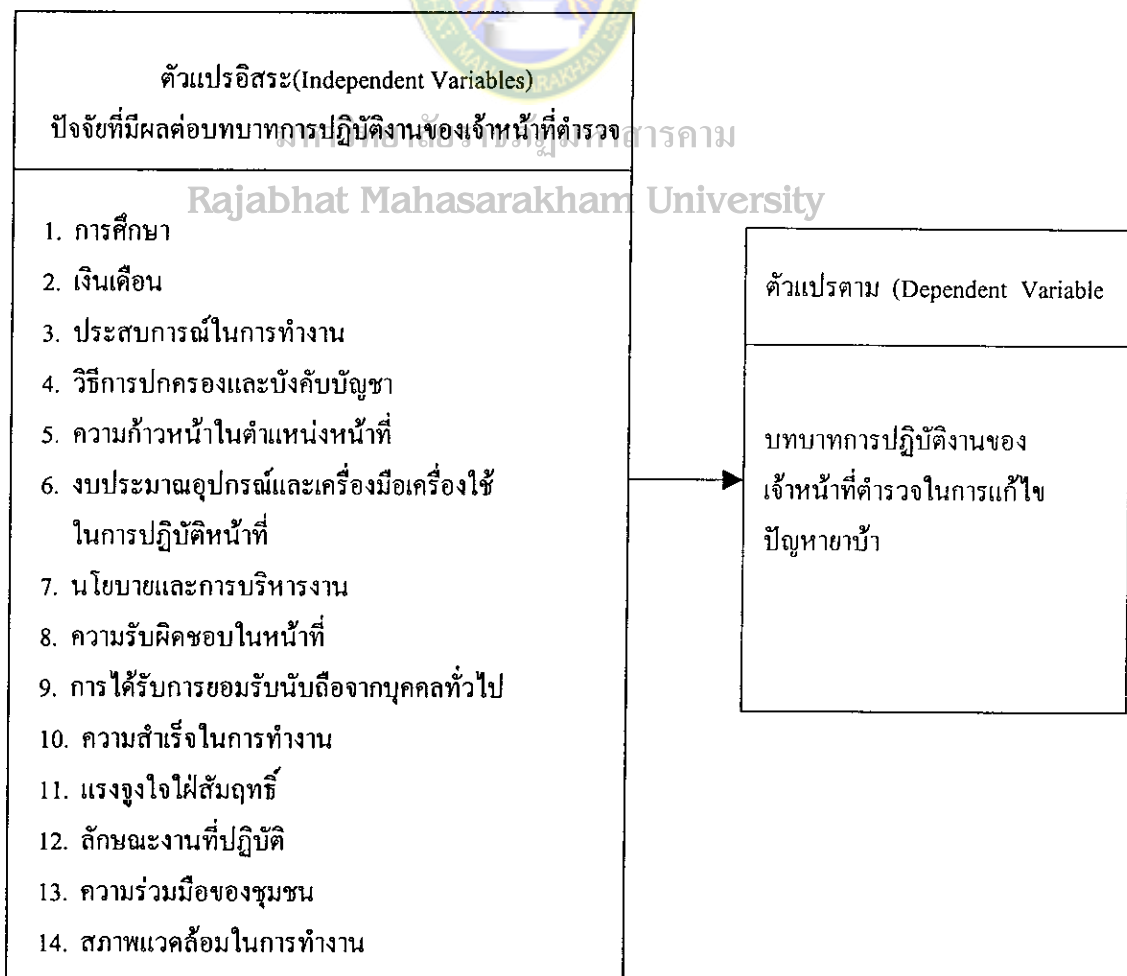 ตัวแปรอิสระ(Independent Variables)
ปัจจัยที่มีผลต่อบทบาทการปฏิบัติงานของเจ้าหน้าที่ตำรวจ
มหาวิทยาลัยราชภัฏมหาสารคาม
Rajabhat Mahasarakham University
1. การศึกษา
2. เงินเดือน
3. ประสบการณ์ในการทำงาน
4. วิธีการปกครองและบังคับบัญชา
5. ความก้าวหน้าในตำแหน่งหน้าที่
6. งบประมาณอุปกรณ์และเครื่องมือเครื่องใช้
ในการปฏิบัติหน้าที่
7. นโยบายและการบริหารงาน
8. ความรับผิดชอบในหน้าที่
9. การได้รับการยอมรับนับถือจากบุคคลทั่วไป
10. ความสำเร็จในการทำงาน
11. แรงจูงใจใฝ่สัมฤทธิ์
12. ลักษณะงานที่ปฏิบัติ
13. ความร่วมมือของชุมชน
14. สภาพแวดล้อมในการทำงาน
ตัวแปรตาม (Dependent Variable
บทบาทการปฏิบัติงานของ
เจ้าหน้าที่ตำรวจในการแก้ไข
ปัญหายาบ้า